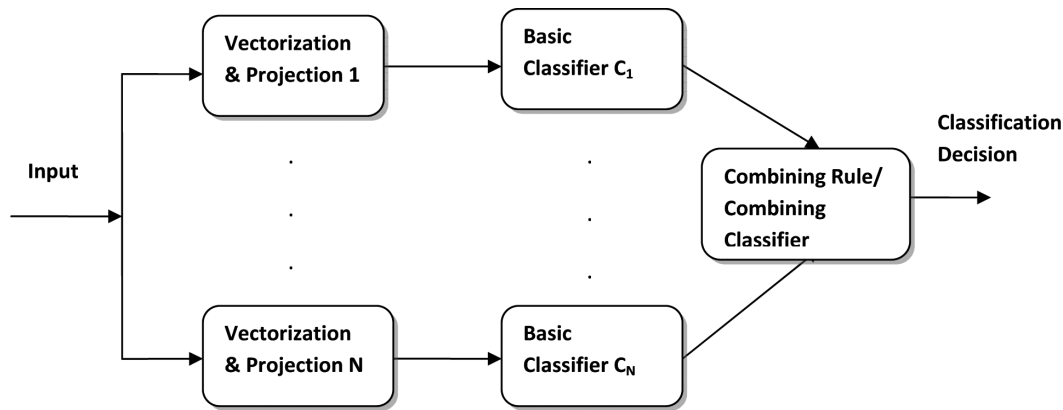 Vectorization
& Projection 1
Basic
Classifier C₁
Classification
Decision
Input
Combining Rule/
Combining
Classifier
Vectorization
& Projection N
Basic
Classifier Cₙ